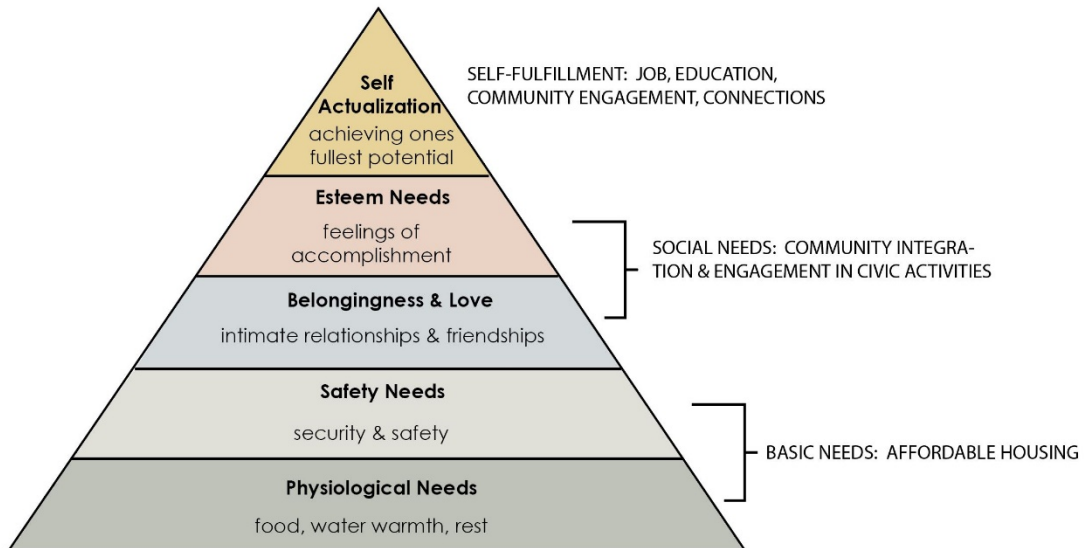 Self
Actualization
achieving ones
fullest potential
SELF-FULFILLMENT: JOB, EDUCATION,
COMMUNITY ENGAGEMENT, CONNECTIONS
Esteem Needs
feelings of
accomplishment
SOCIAL NEEDS: COMMUNITY INTEGRA-
TION & ENGAGEMENT IN CIVIC ACTIVITIES
Belongingness & Love
intimate relationships & friendships
Safety Needs
security & safety
BASIC NEEDS: AFFORDABLE HOUSING
Physiological Needs
food, water warmth, rest